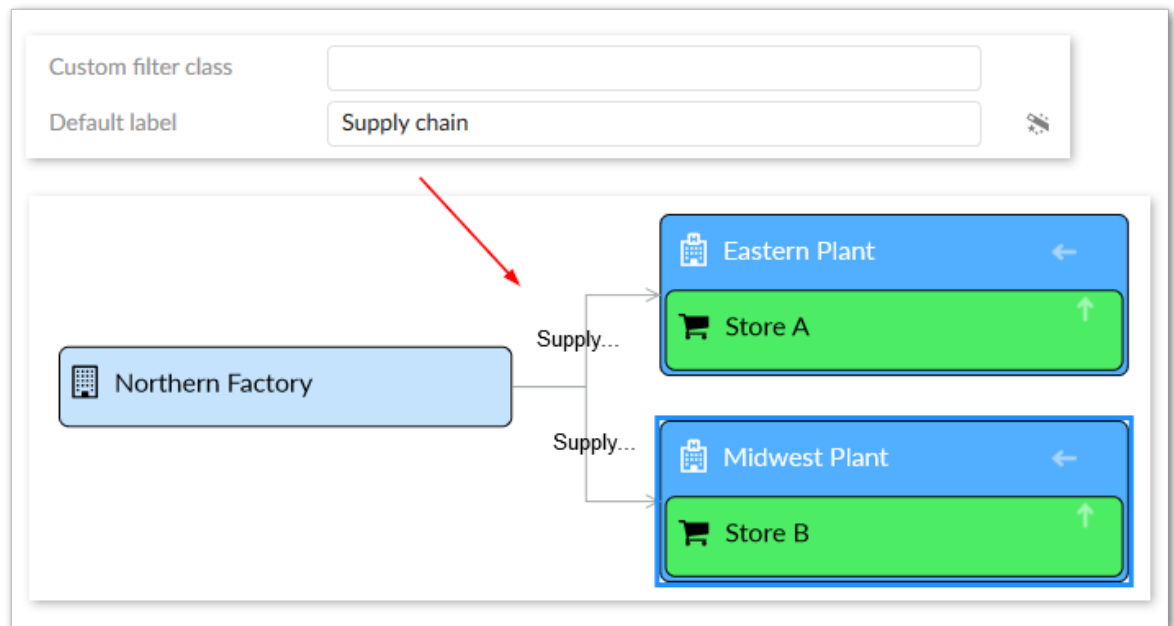 Custom filter class
Default label
Supply chain
Eastern Plant
Supply...
Store A
Northern Factory
Supply...
Midwest Plant
Store B